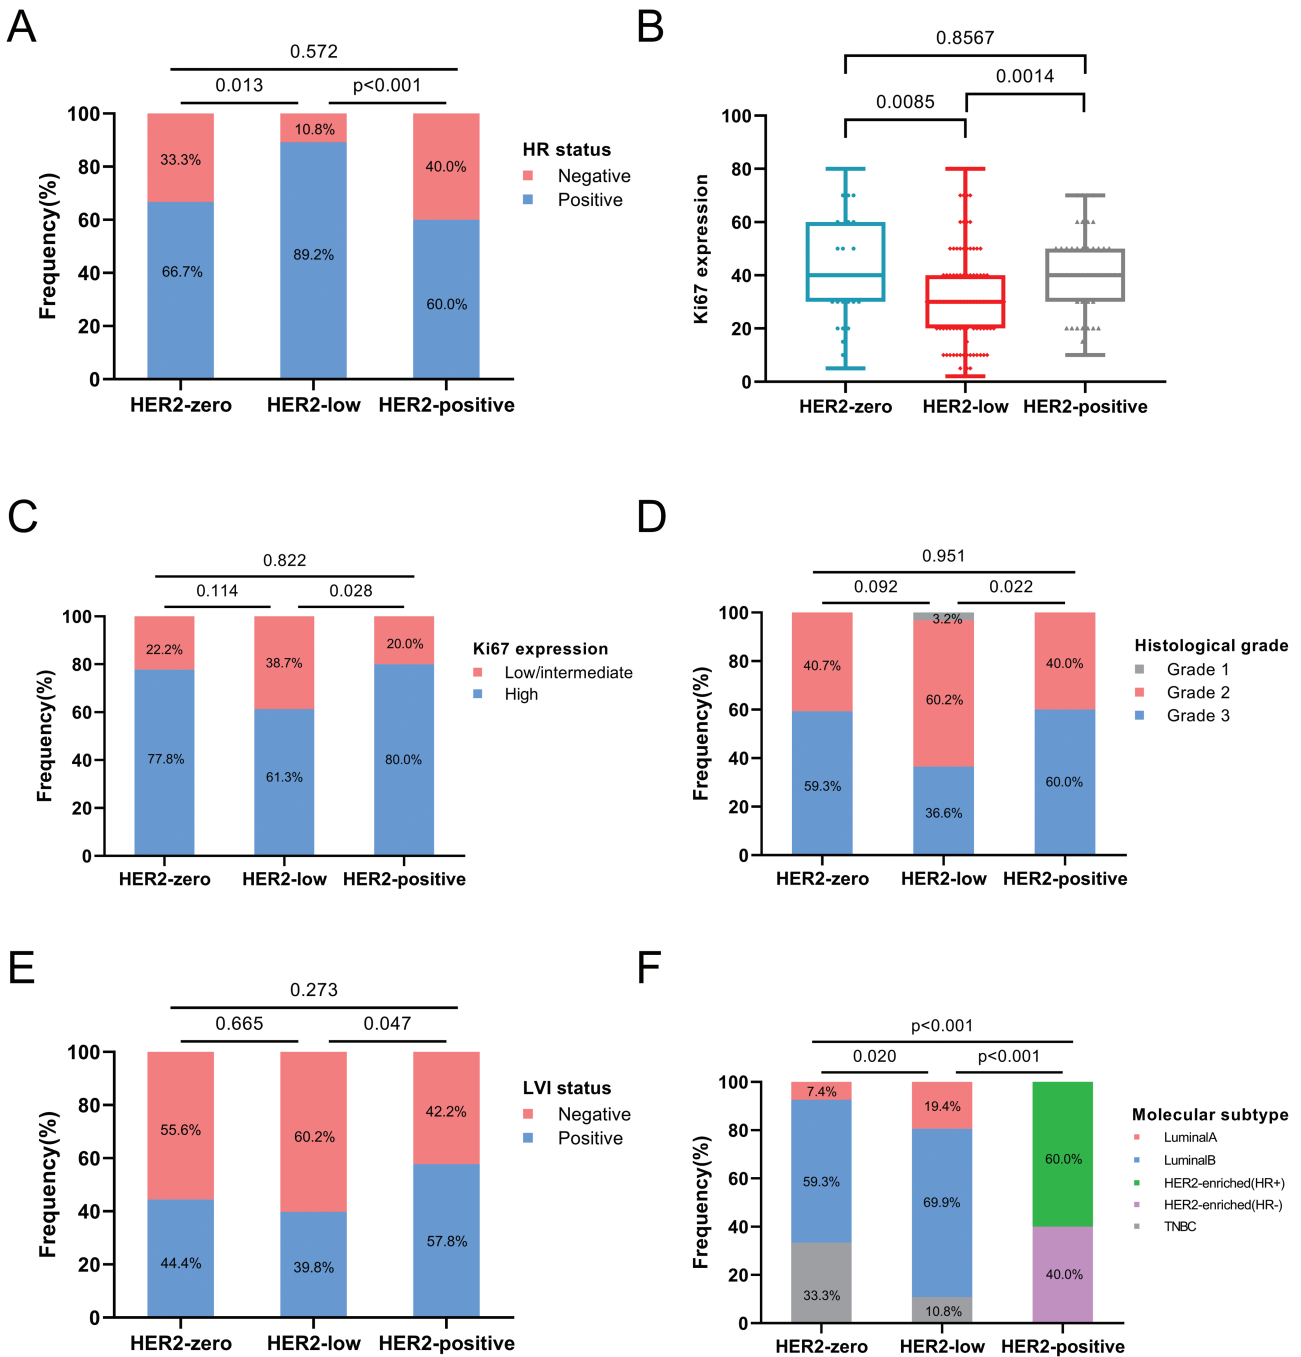 A
0.572
0.013
p<0.001
100
80
60
40
20
0
Frequency(%)
33.3%
66.7%
10.8%
89.2%
40.0%
60.0%
HER2-zero
HER2-low
HER2-positive
HR status
Negative
Positive
B
0.8567
0.0014
0.0085
100
80
60
40
20
0
Ki67 expression
HER2-zero
HER2-low
HER2-positive
C
0.822
0.114
0.028
100
80
60
40
20
0
Frequency(%)
22.2%
77.8%
38.7%
61.3%
20.0%
80.0%
HER2-zero
HER2-low
HER2-positive
Ki67 expression
Low/intermediate
High
D
0.951
0.092
0.022
100
80
60
40
20
0
Frequency(%)
40.7%
59.3%
3.2%
60.2%
36.6%
40.0%
60.0%
HER2-zero
HER2-low
HER2-positive
Histological grade
Grade 1
Grade 2
Grade 3
E
0.273
0.665
0.047
100
80
60
40
20
0
Frequency(%)
55.6%
44.4%
60.2%
39.8%
42.2%
57.8%
HER2-zero
HER2-low
HER2-positive
LVI status
Negative
Positive
F
p<0.001
0.020
p<0.001
100
80
60
40
20
0
Frequency(%)
7.4%
59.3%
33.3%
19.4%
69.9%
10.8%
60.0%
40.0%
HER2-zero
HER2-low
HER2-positive
Molecular subtype
LuminalA
LuminalB
HER2-enriched(HR+)
HER2-enriched(HR-)
TNBC